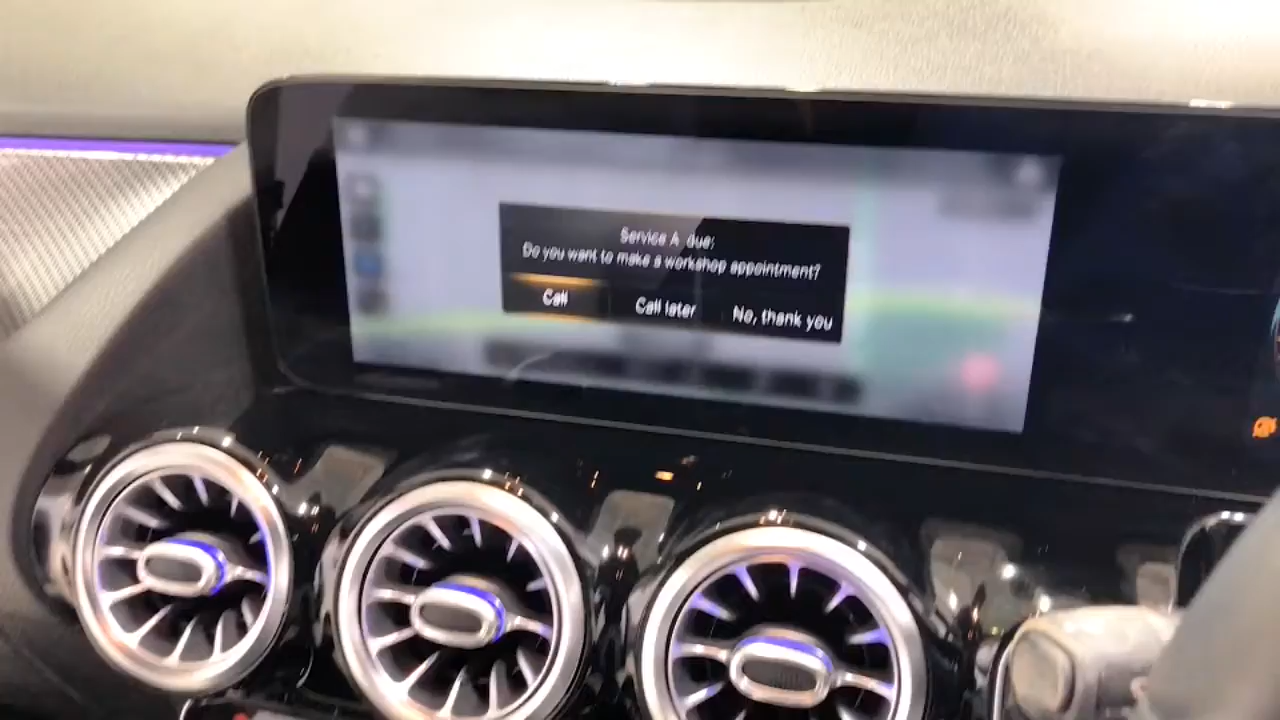 Service A due:
Do you want to make a workshop appointment?
Call
Call later
No, thank you